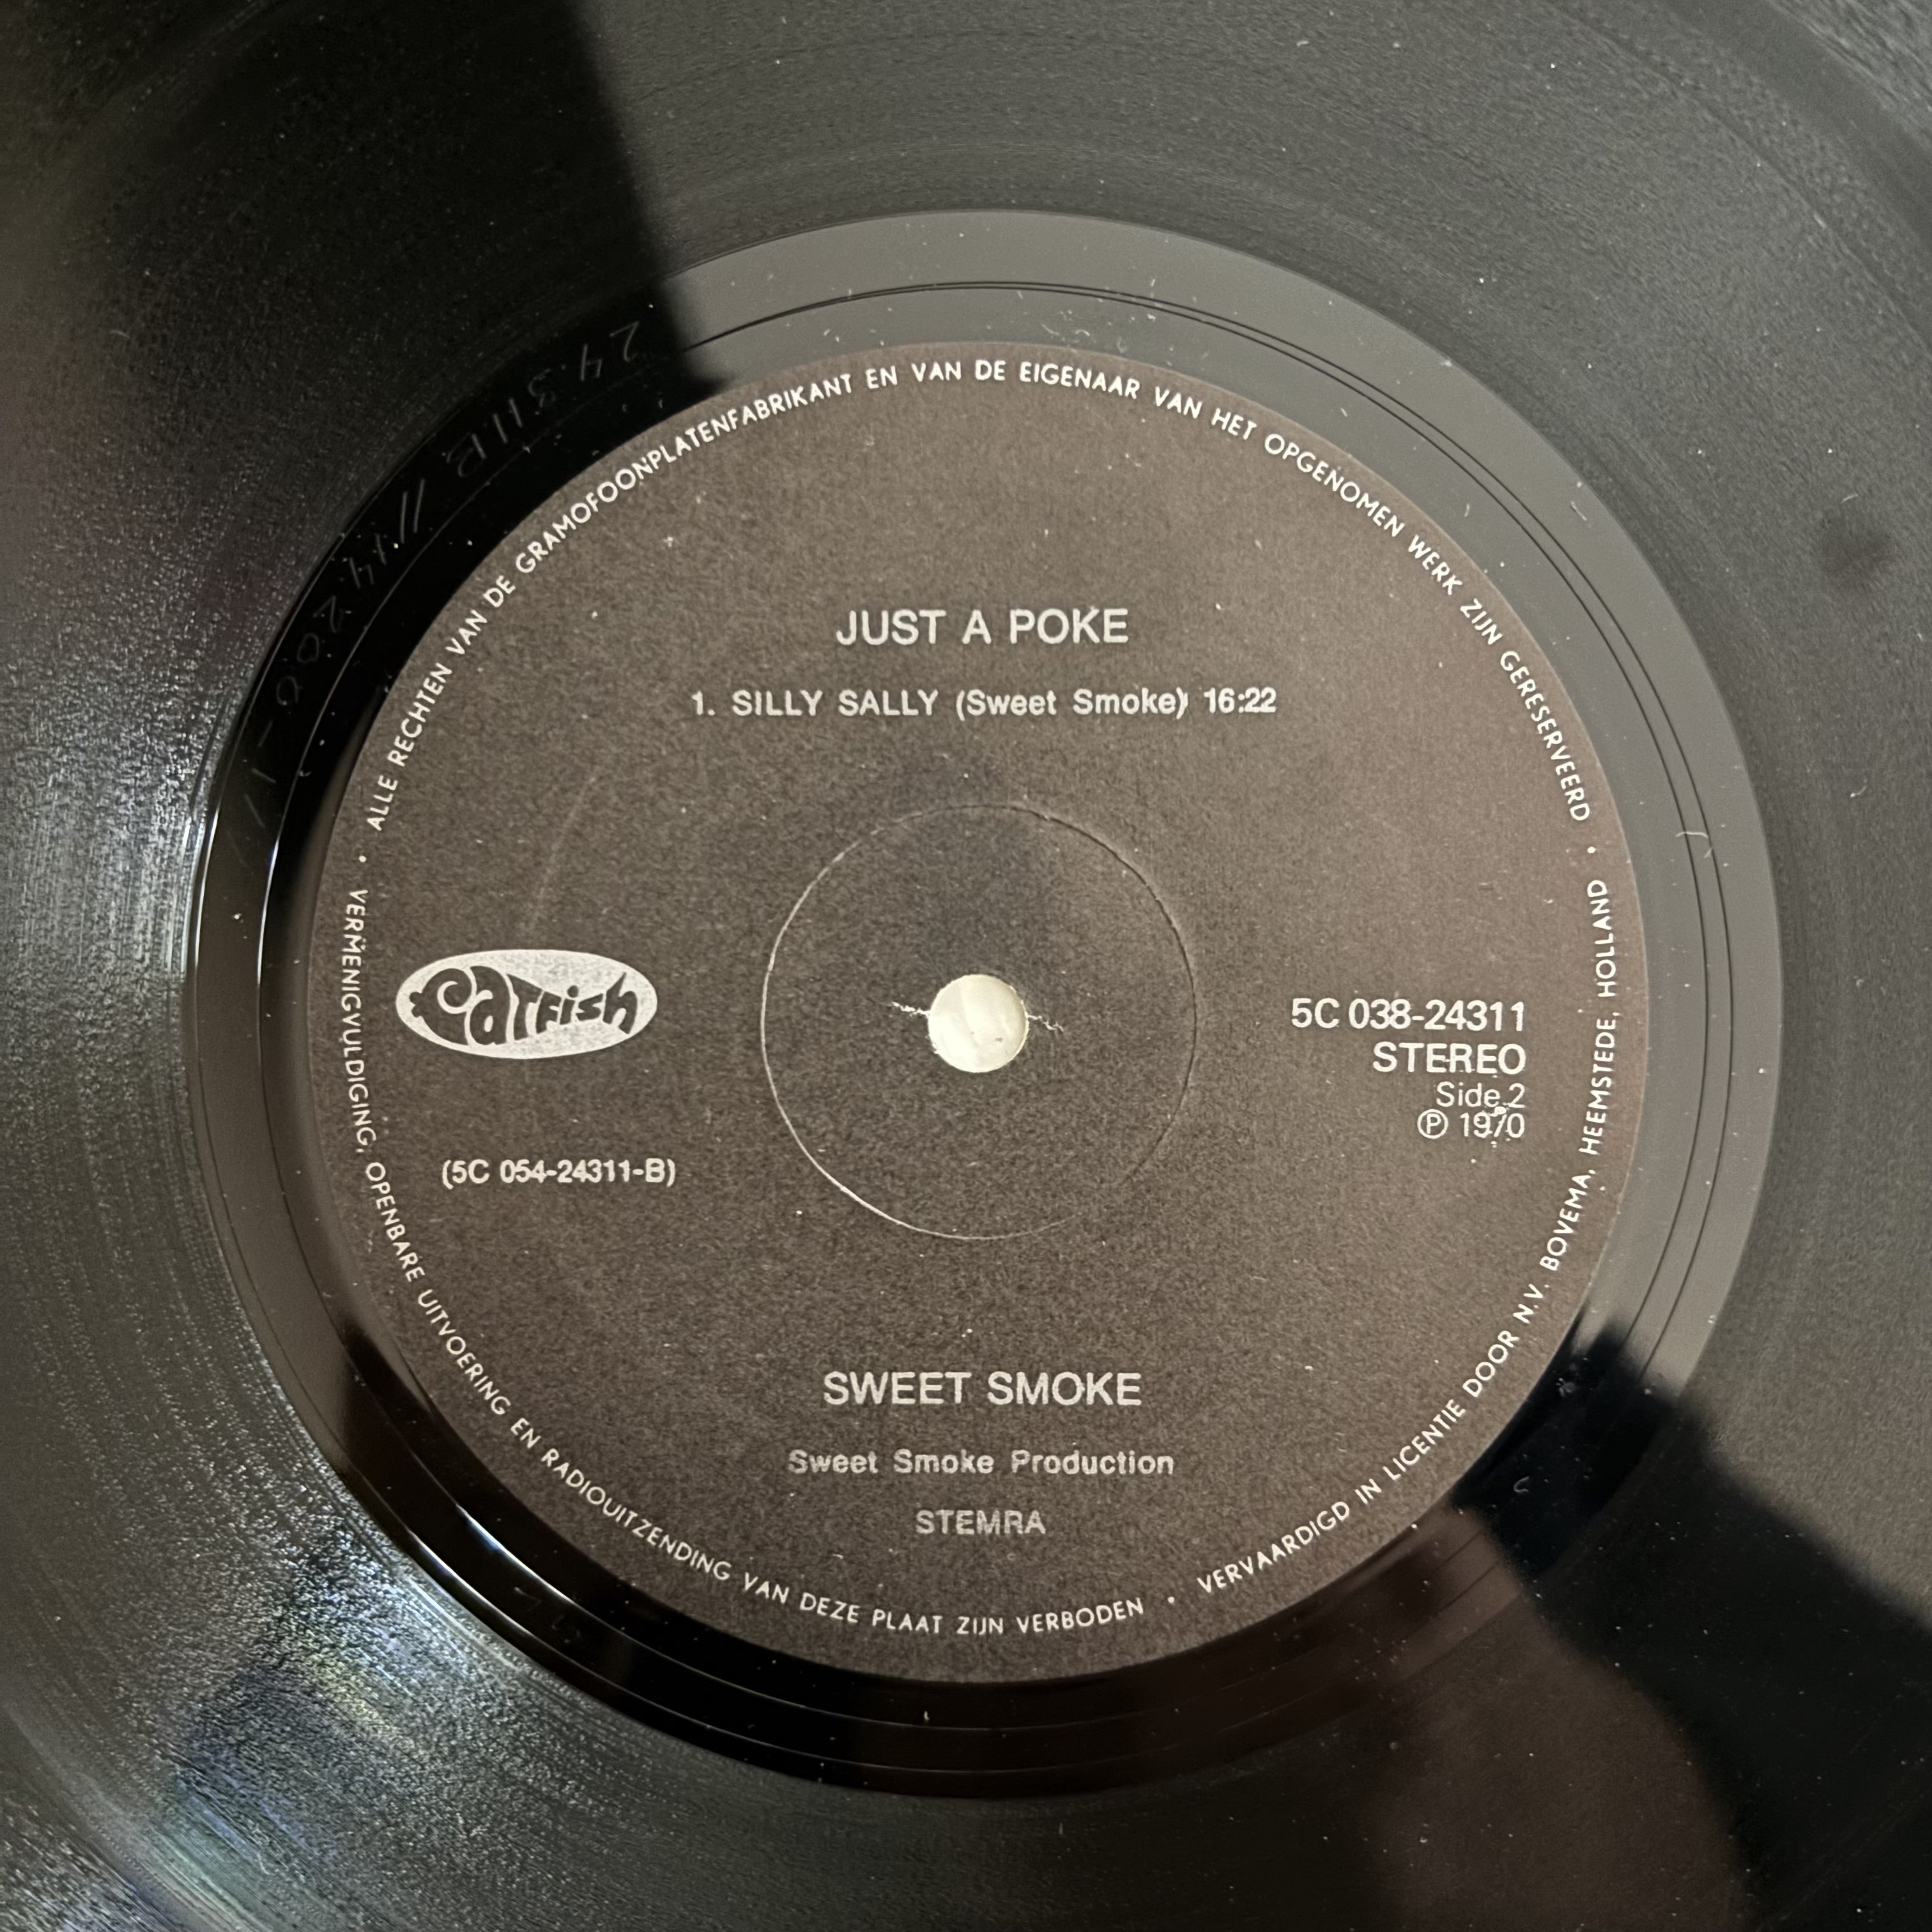 • ALLE RECHTEN VAN DE GRAMOFOONPLATENFABRIKANT EN VAN DE EIGENAAR VAN HET OPGENOMEN WERK ZIJN GERESERVEERD •
JUST A POKE
1. SILLY SALLY (Sweet Smoke) 16:22
Catfish
5C 038-24311
STEREO
Side 2
℗ 1970
(5C 054-24311-B)
SWEET SMOKE
Sweet Smoke Production
STEMRA
VERMENIGVULDIGING, OPENBARE UITVOERING EN RADIOUITZENDING VAN DEZE PLAAT ZIJN VERBODEN • VERVAARDIGD IN LICENTIE DOOR N.V. BOVEMA, HEEMSTEDE, HOLLAND